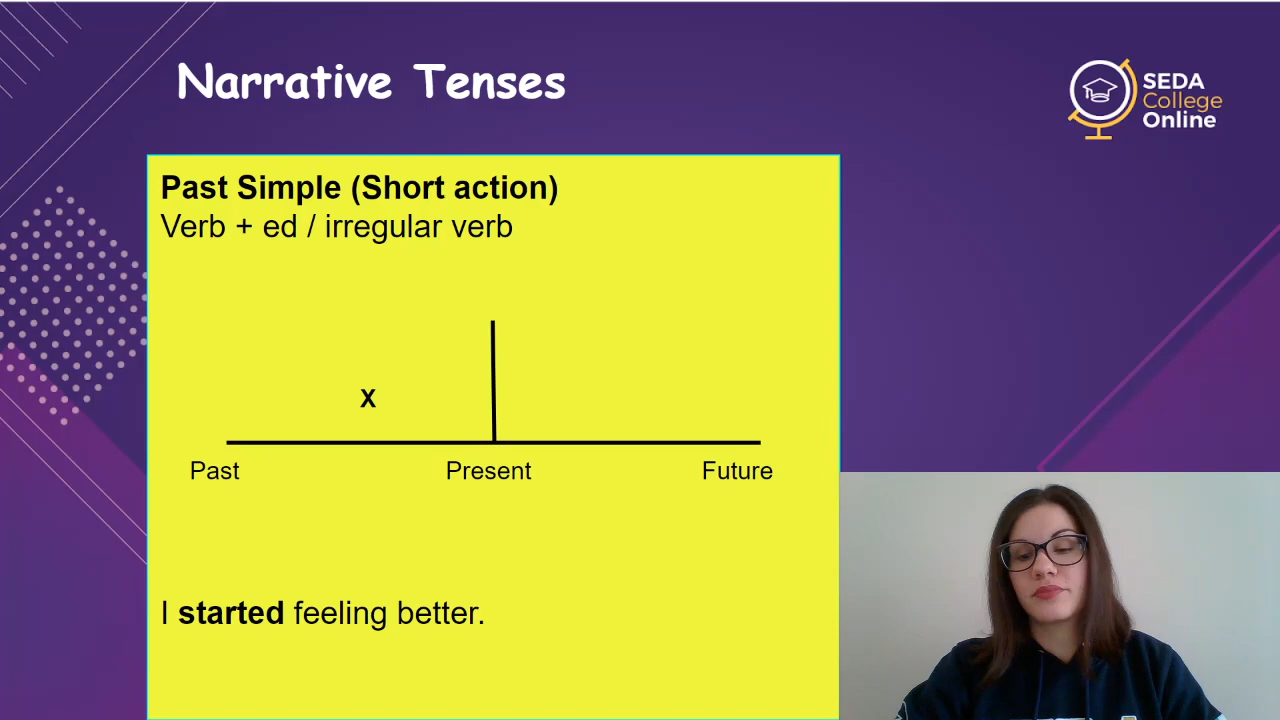 Narrative Tenses
SEDA
College
Online
Past Simple (Short action)
Verb + ed / irregular verb
X
Past
Present
Future
I started feeling better.